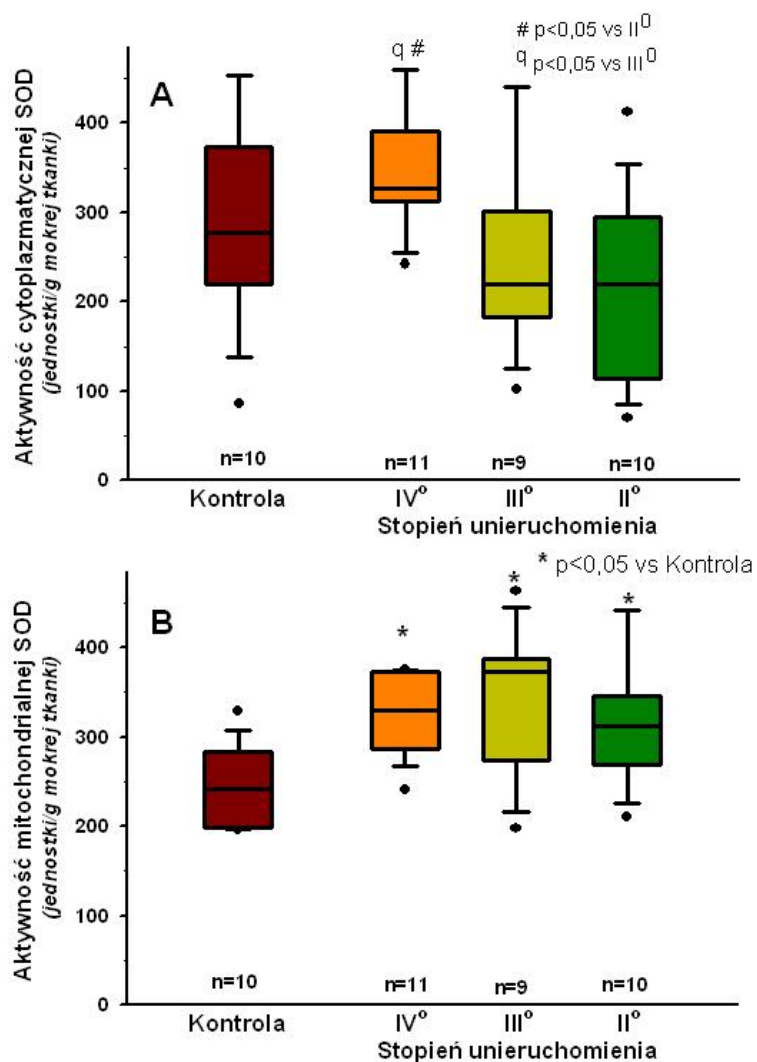 # p<0,05 vs II⁰
q #
q p<0,05 vs III⁰
A
Aktywność cytoplazmatycznej SOD
(jednostki/g mokrej tkanki)
400
300
200
100
0
n=10
n=11
n=9
n=10
Kontrola
IV°
III°
II°
Stopień unieruchomienia
* p<0,05 vs Kontrola
B
*
*
*
Aktywność mitochondrialnej SOD
(jednostki/g mokrej tkanki)
400
300
200
100
0
n=10
n=11
n=9
n=10
Kontrola
IV°
III°
II°
Stopień unieruchomienia